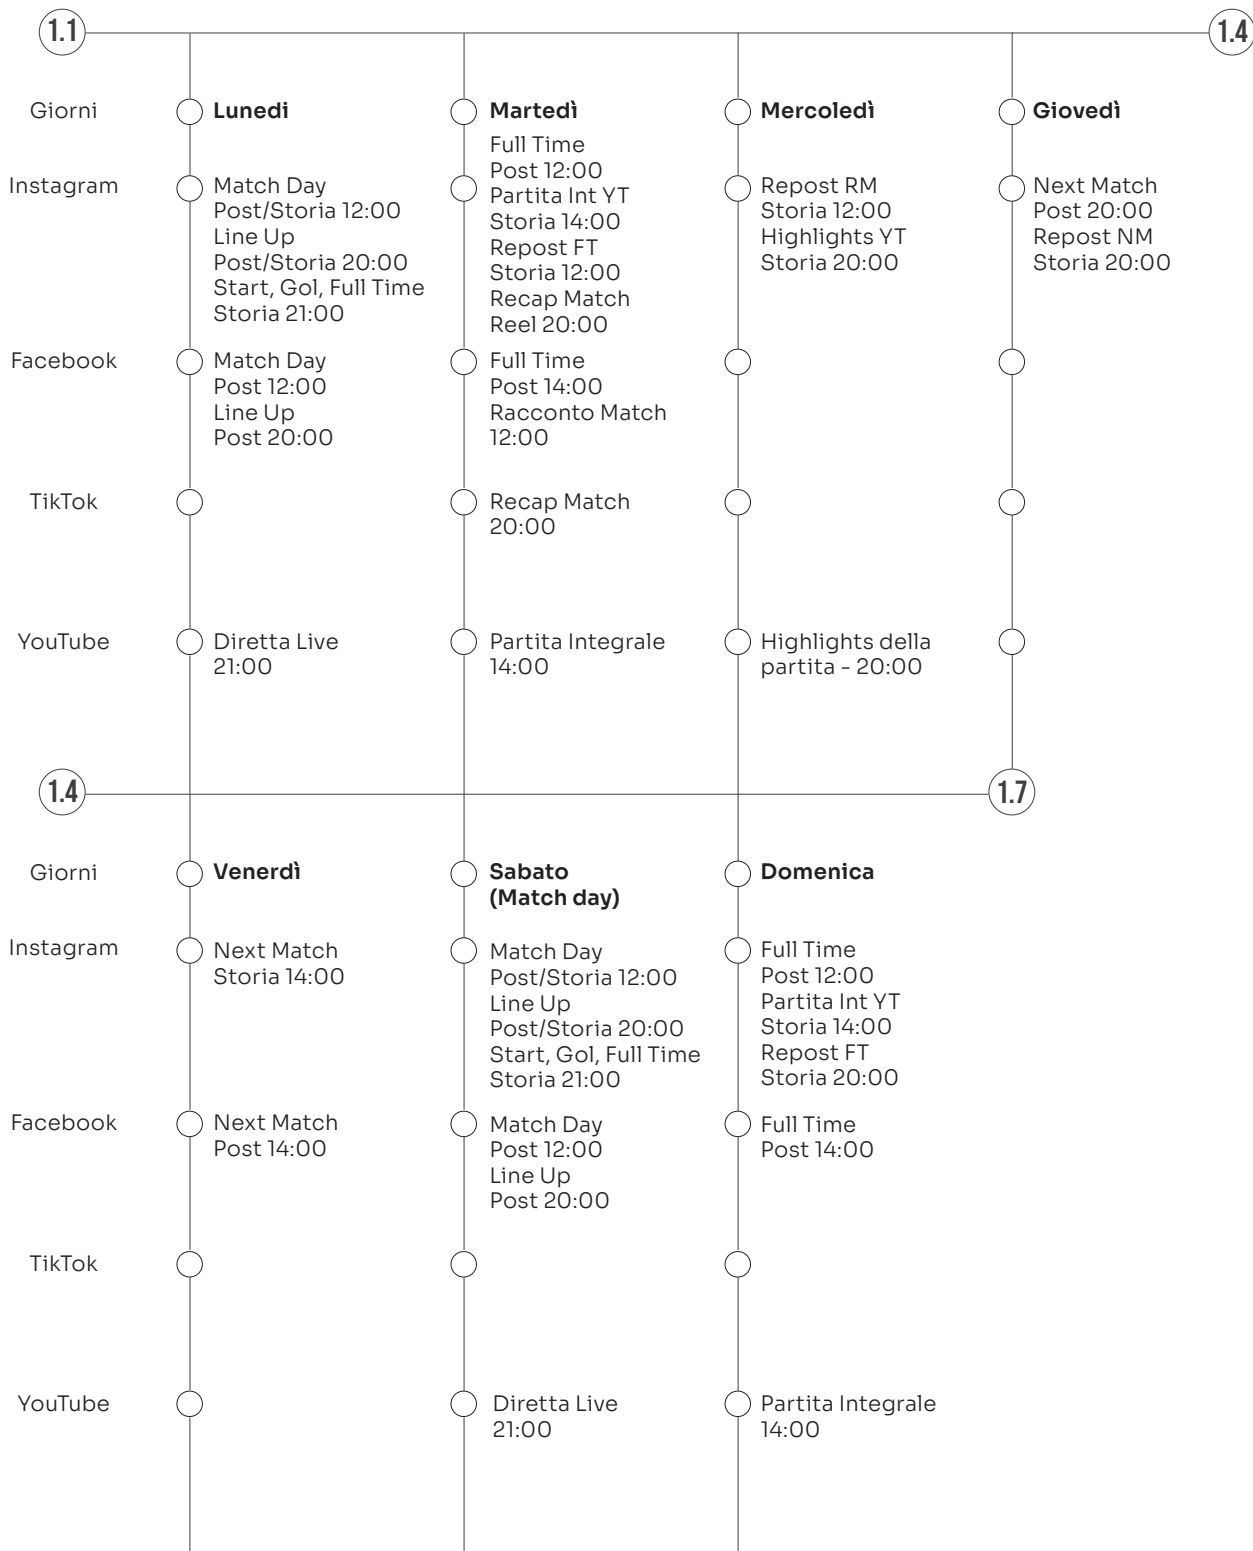 1.1
1.4
Giorni
Lunedi
Martedì
Mercoledì
Giovedì
Instagram
Match Day
Post/Storia 12:00
Line Up
Post/Storia 20:00
Start, Gol, Full Time
Storia 21:00
Full Time
Post 12:00
Partita Int YT
Storia 14:00
Repost FT
Storia 12:00
Recap Match
Reel 20:00
Repost RM
Storia 12:00
Highlights YT
Storia 20:00
Next Match
Post 20:00
Repost NM
Storia 20:00
Facebook
Match Day
Post 12:00
Line Up
Post 20:00
Full Time
Post 14:00
Racconto Match
12:00
TikTok
Recap Match
20:00
YouTube
Diretta Live
21:00
Partita Integrale
14:00
Highlights della
partita - 20:00
1.4
1.7
Giorni
Venerdì
Sabato
(Match day)
Domenica
Instagram
Next Match
Storia 14:00
Match Day
Post/Storia 12:00
Line Up
Post/Storia 20:00
Start, Gol, Full Time
Storia 21:00
Full Time
Post 12:00
Partita Int YT
Storia 14:00
Repost FT
Storia 20:00
Facebook
Next Match
Post 14:00
Match Day
Post 12:00
Line Up
Post 20:00
Full Time
Post 14:00
TikTok
YouTube
Diretta Live
21:00
Partita Integrale
14:00